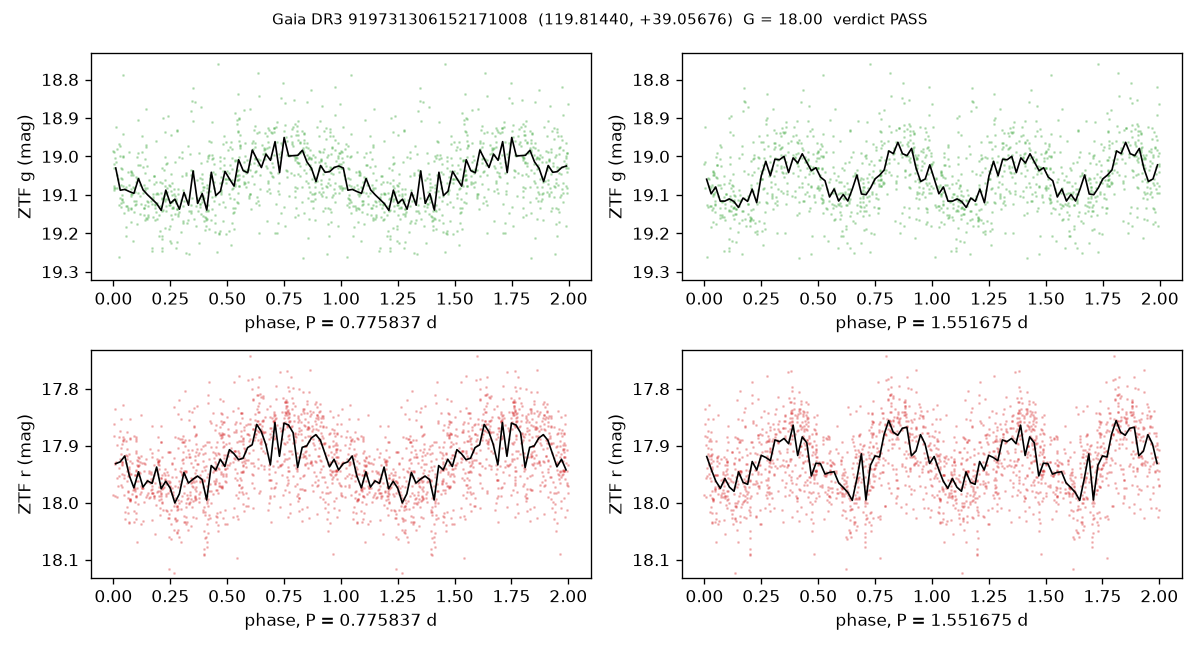 Gaia DR3 919731306152171008 (119.81440, +39.05676) G = 18.00 verdict PASS
ZTF g (mag)
18.8
18.9
19.0
19.1
19.2
19.3
0.00 0.25 0.50 0.75 1.00 1.25 1.50 1.75 2.00
phase, P = 0.775837 d
ZTF g (mag)
18.8
18.9
19.0
19.1
19.2
19.3
0.00 0.25 0.50 0.75 1.00 1.25 1.50 1.75 2.00
phase, P = 1.551675 d
ZTF r (mag)
17.8
17.9
18.0
18.1
0.00 0.25 0.50 0.75 1.00 1.25 1.50 1.75 2.00
phase, P = 0.775837 d
ZTF r (mag)
17.8
17.9
18.0
18.1
0.00 0.25 0.50 0.75 1.00 1.25 1.50 1.75 2.00
phase, P = 1.551675 d